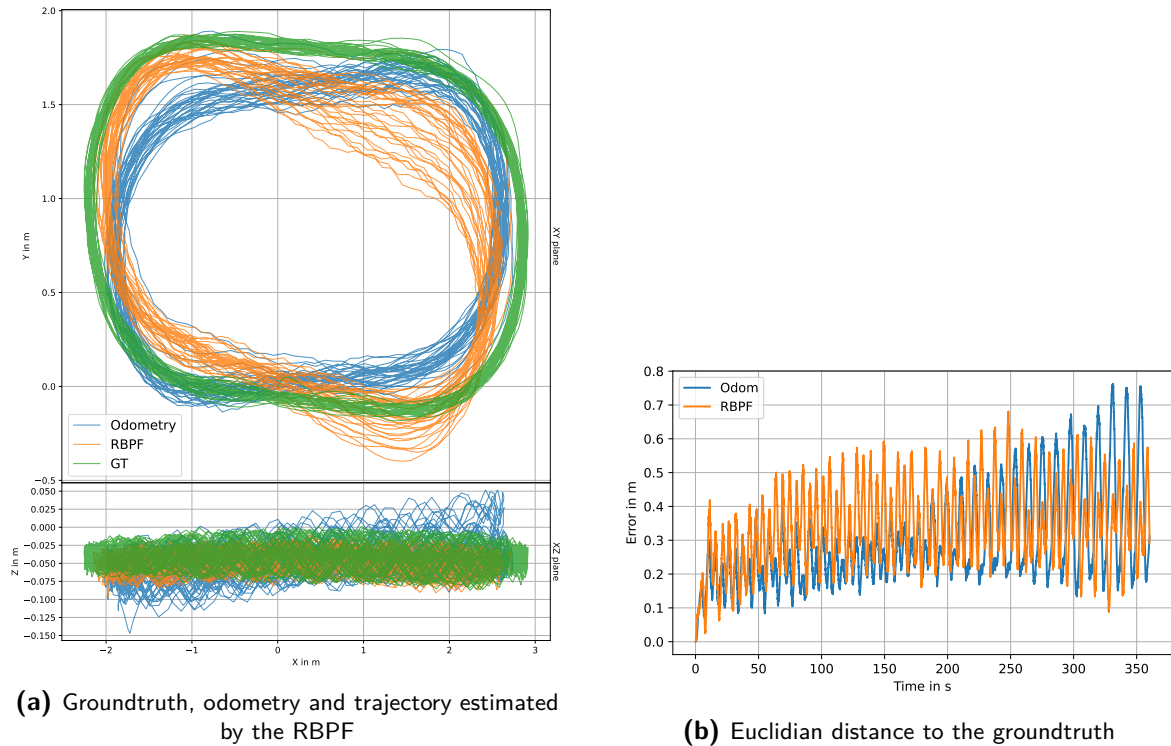 2.0
1.5
1.0
0.5
0.0
−0.5
Y in m
XY plane
Odometry
RBPF
GT
0.050
0.025
0.000
−0.025
−0.050
−0.075
−0.100
−0.125
−0.150
Z in m
XZ plane
−2 −1 0 1 2 3
X in m
(a) Groundtruth, odometry and trajectory estimated
by the RBPF
0.8
0.7
0.6
0.5
0.4
0.3
0.2
0.1
0.0
Error in m
Odom
RBPF
0 50 100 150 200 250 300 350
Time in s
(b) Euclidian distance to the groundtruth